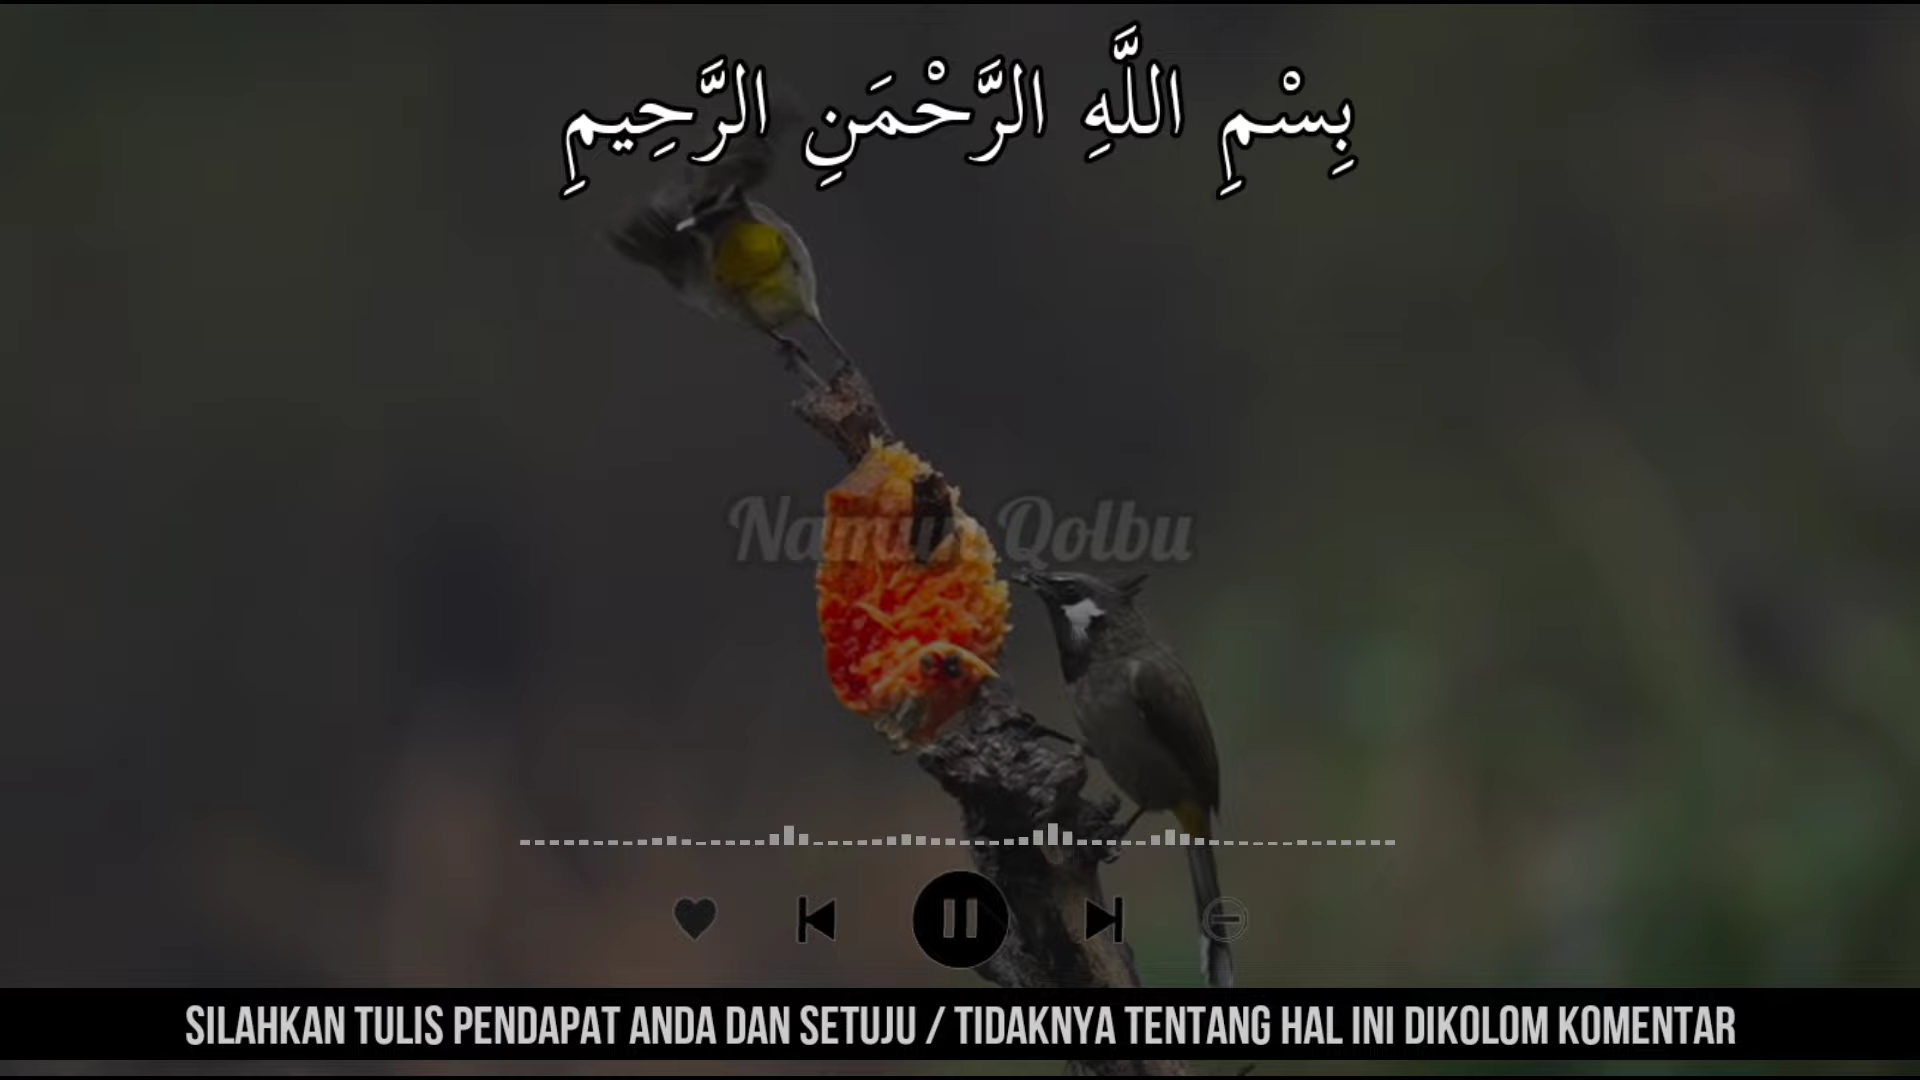 بِسْمِ اللَّهِ الرَّحْمَنِ الرَّحِيمِ
Namun Qolbu
SILAHKAN TULIS PENDAPAT ANDA DAN SETUJU / TIDAKNYA TENTANG HAL INI DIKOLOM KOMENTAR